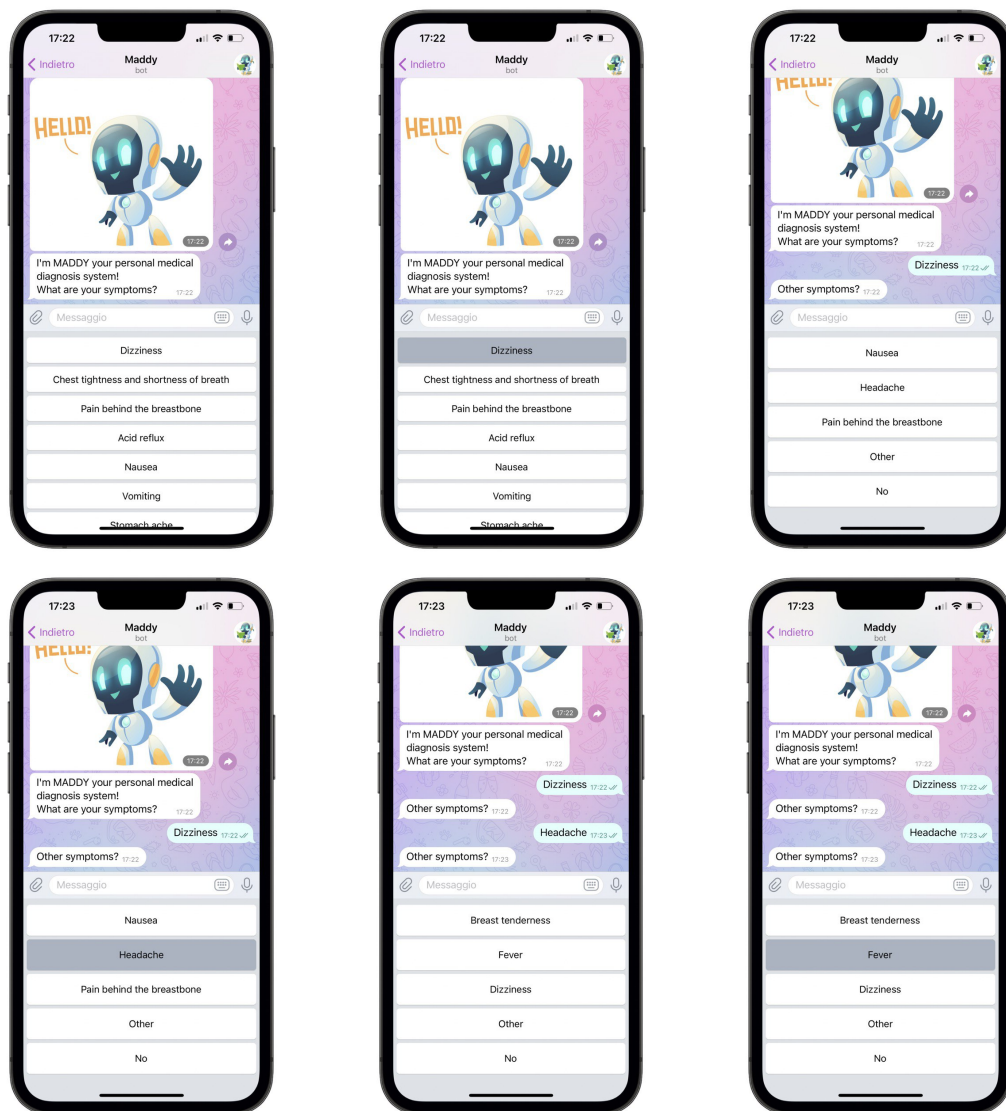 17:22
Indietro
Maddy
bot
HELLO!
17:22
I'm MADDY your personal medical
diagnosis system!
What are your symptoms? 17:22
Messaggio
Dizziness
Chest tightness and shortness of breath
Pain behind the breastbone
Acid reflux
Nausea
Vomiting
Stomach ache
17:22
Indietro
Maddy
bot
HELLO!
17:22
I'm MADDY your personal medical
diagnosis system!
What are your symptoms? 17:22
Messaggio
Dizziness
Chest tightness and shortness of breath
Pain behind the breastbone
Acid reflux
Nausea
Vomiting
Stomach ache
17:22
Indietro
Maddy
bot
HELLO!
17:22
I'm MADDY your personal medical
diagnosis system!
What are your symptoms? 17:22
Dizziness 17:22
Other symptoms? 17:22
Messaggio
Nausea
Headache
Pain behind the breastbone
Other
No
17:23
Indietro
Maddy
bot
HELLO!
17:22
I'm MADDY your personal medical
diagnosis system!
What are your symptoms? 17:22
Dizziness 17:22
Other symptoms? 17:22
Messaggio
Nausea
Headache
Pain behind the breastbone
Other
No
17:23
Indietro
Maddy
bot
17:22
I'm MADDY your personal medical
diagnosis system!
What are your symptoms? 17:22
Dizziness 17:22
Other symptoms? 17:22
Headache 17:23
Other symptoms? 17:23
Messaggio
Breast tenderness
Fever
Dizziness
Other
No
17:23
Indietro
Maddy
bot
17:22
I'm MADDY your personal medical
diagnosis system!
What are your symptoms? 17:22
Dizziness 17:22
Other symptoms? 17:22
Headache 17:23
Other symptoms? 17:23
Messaggio
Breast tenderness
Fever
Dizziness
Other
No